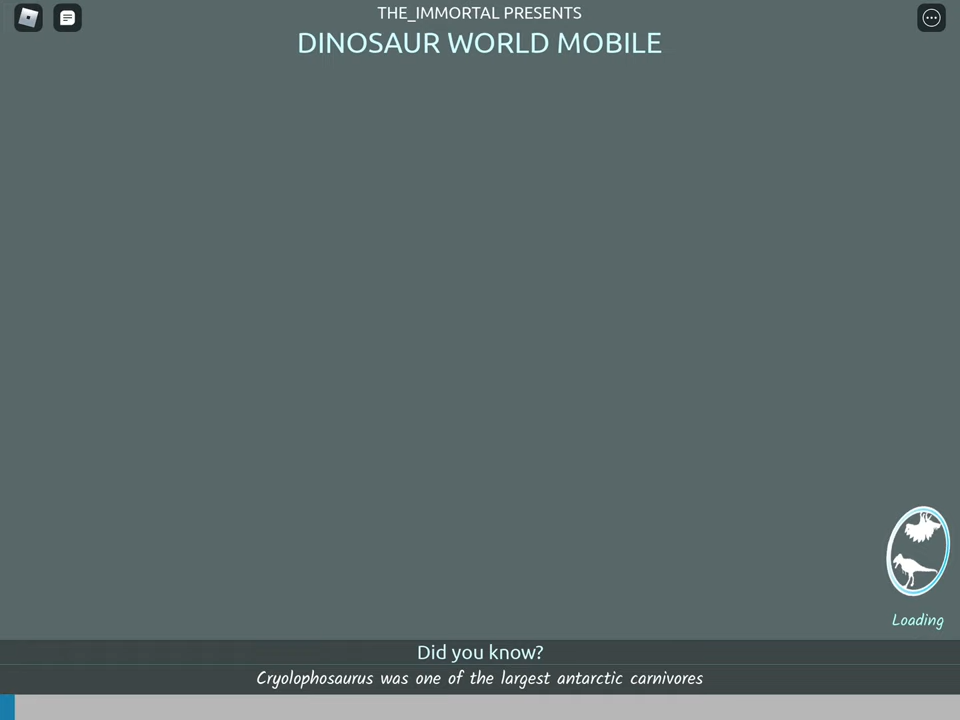 THE_IMMORTAL PRESENTS
DINOSAUR WORLD MOBILE
Loading
Did you know?
Cryolophosaurus was one of the largest antarctic carnivores